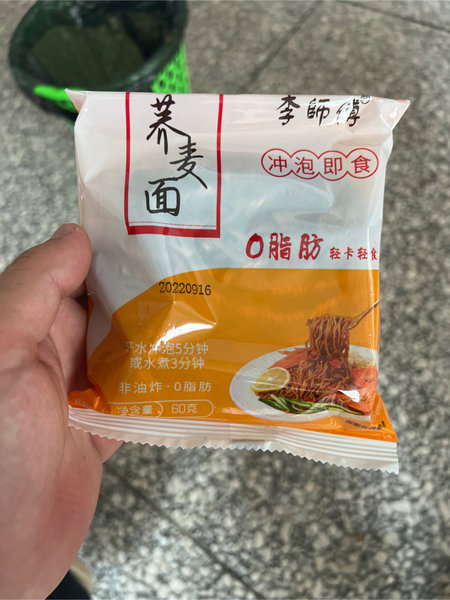 荞麦面
李師傅
冲泡即食
0脂肪 轻卡轻食
20220916
开水冲泡5分钟
或水煮3分钟
非油炸·0脂肪
净含量: 60克